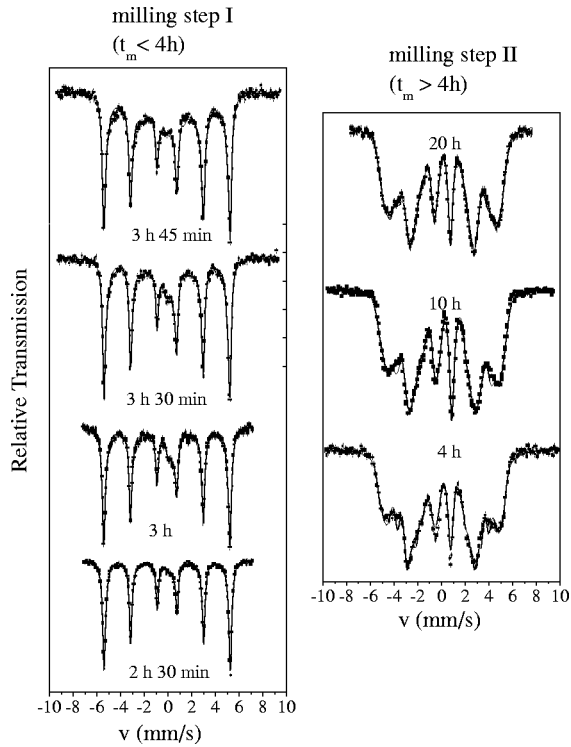 milling step I
(tm < 4h)
milling step II
(tm > 4h)
Relative Transmission
3 h 45 min
3 h 30 min
3 h
2 h 30 min
-10 -8 -6 -4 -2 0 2 4 6 8 10
v (mm/s)
20 h
10 h
4 h
-10 -8 -6 -4 -2 0 2 4 6 8 10
v (mm/s)